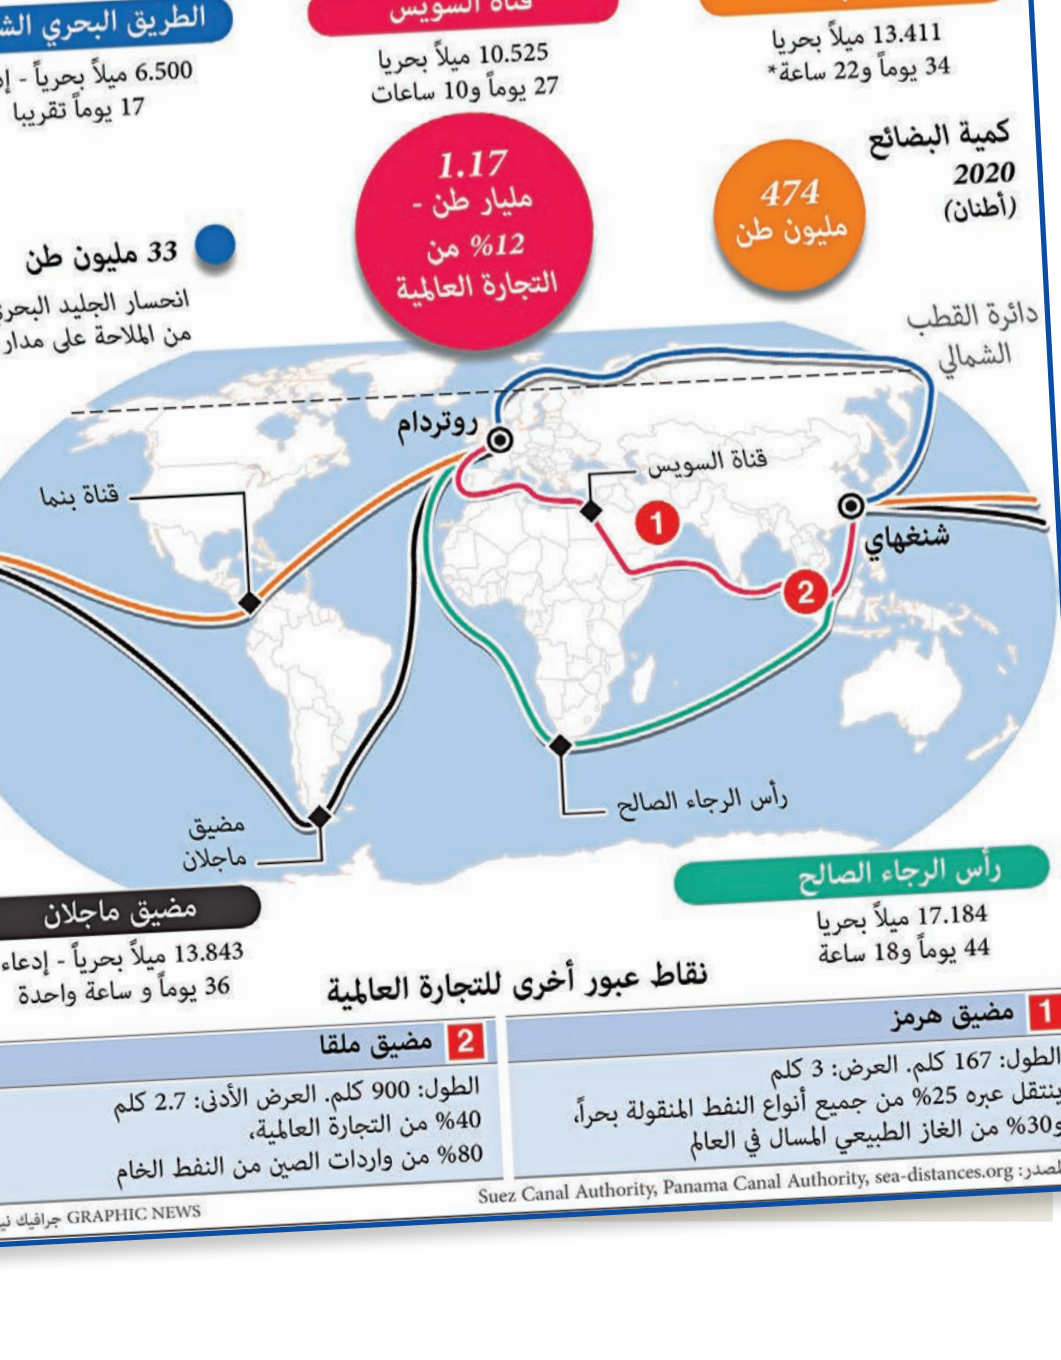 قناة السويس
الطريق البحري
13.411 ميلاً بحريا
34 يوماً و22 ساعة*
10.525 ميلاً بحريا
27 يوماً و10 ساعات
6.500 ميلاً بحرياً -
17 يوماً تقريبا
كمية البضائع
2020
(أطنان)
474
مليون طن
1.17
مليار طن -
12% من
التجارة العالمية
33 مليون طن
انحسار الجليد
من الملاحة على مدار
دائرة القطب
الشمالي
روتردام
قناة السويس
قناة بنما
1
شنغهاي
2
رأس الرجاء الصالح
مضيق
ماجلان
رأس الرجاء الصالح
17.184 ميلاً بحريا
44 يوماً و18 ساعة
مضيق ماجلان
13.843 ميلاً بحرياً - إدعاء
36 يوماً و ساعة واحدة
نقاط عبور أخرى للتجارة العالمية
1 مضيق هرمز
الطول: 167 كلم. العرض: 3 كلم
ينتقل عبره 25% من جميع أنواع النفط المنقولة بحراً،
و30% من الغاز الطبيعي المسال في العالم
2 مضيق ملقا
الطول: 900 كلم. العرض الأدنى: 2.7 كلم
40% من التجارة العالمية،
80% من واردات الصين من النفط الخام
المصدر: Suez Canal Authority, Panama Canal Authority, sea-distances.org
GRAPHIC NEWS جرافيك